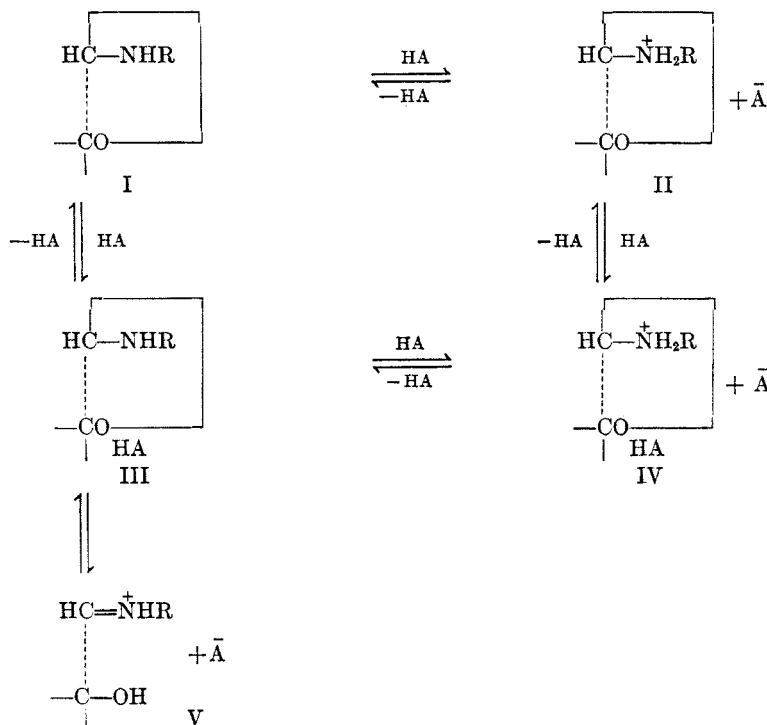 HC—NHR
HA
—HA
HC—N⁺H₂R
+ Ā
—CO
—CO
I
II
—HA HA
—HA HA
HC—NHR
HA
—HA
HC—N⁺H₂R
+ Ā
—CO
HA
—CO
HA
III
IV
HC=N⁺HR
+ Ā
—C—OH
V